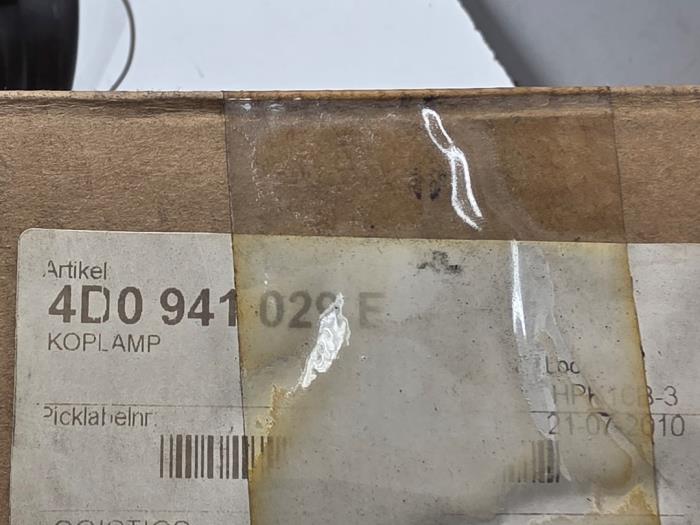 Artikel
4D0 941 029 E
KOPLAMP
Picklabelnr
21-07-2010